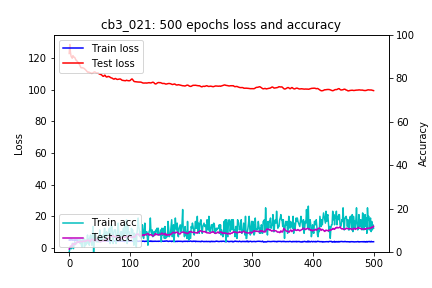 cb3_021: 500 epochs loss and accuracy
Train loss
Test loss
Train acc
Test acc
Loss
Accuracy
120
100
80
60
40
20
0
100
80
60
40
20
0
0
100
200
300
400
500